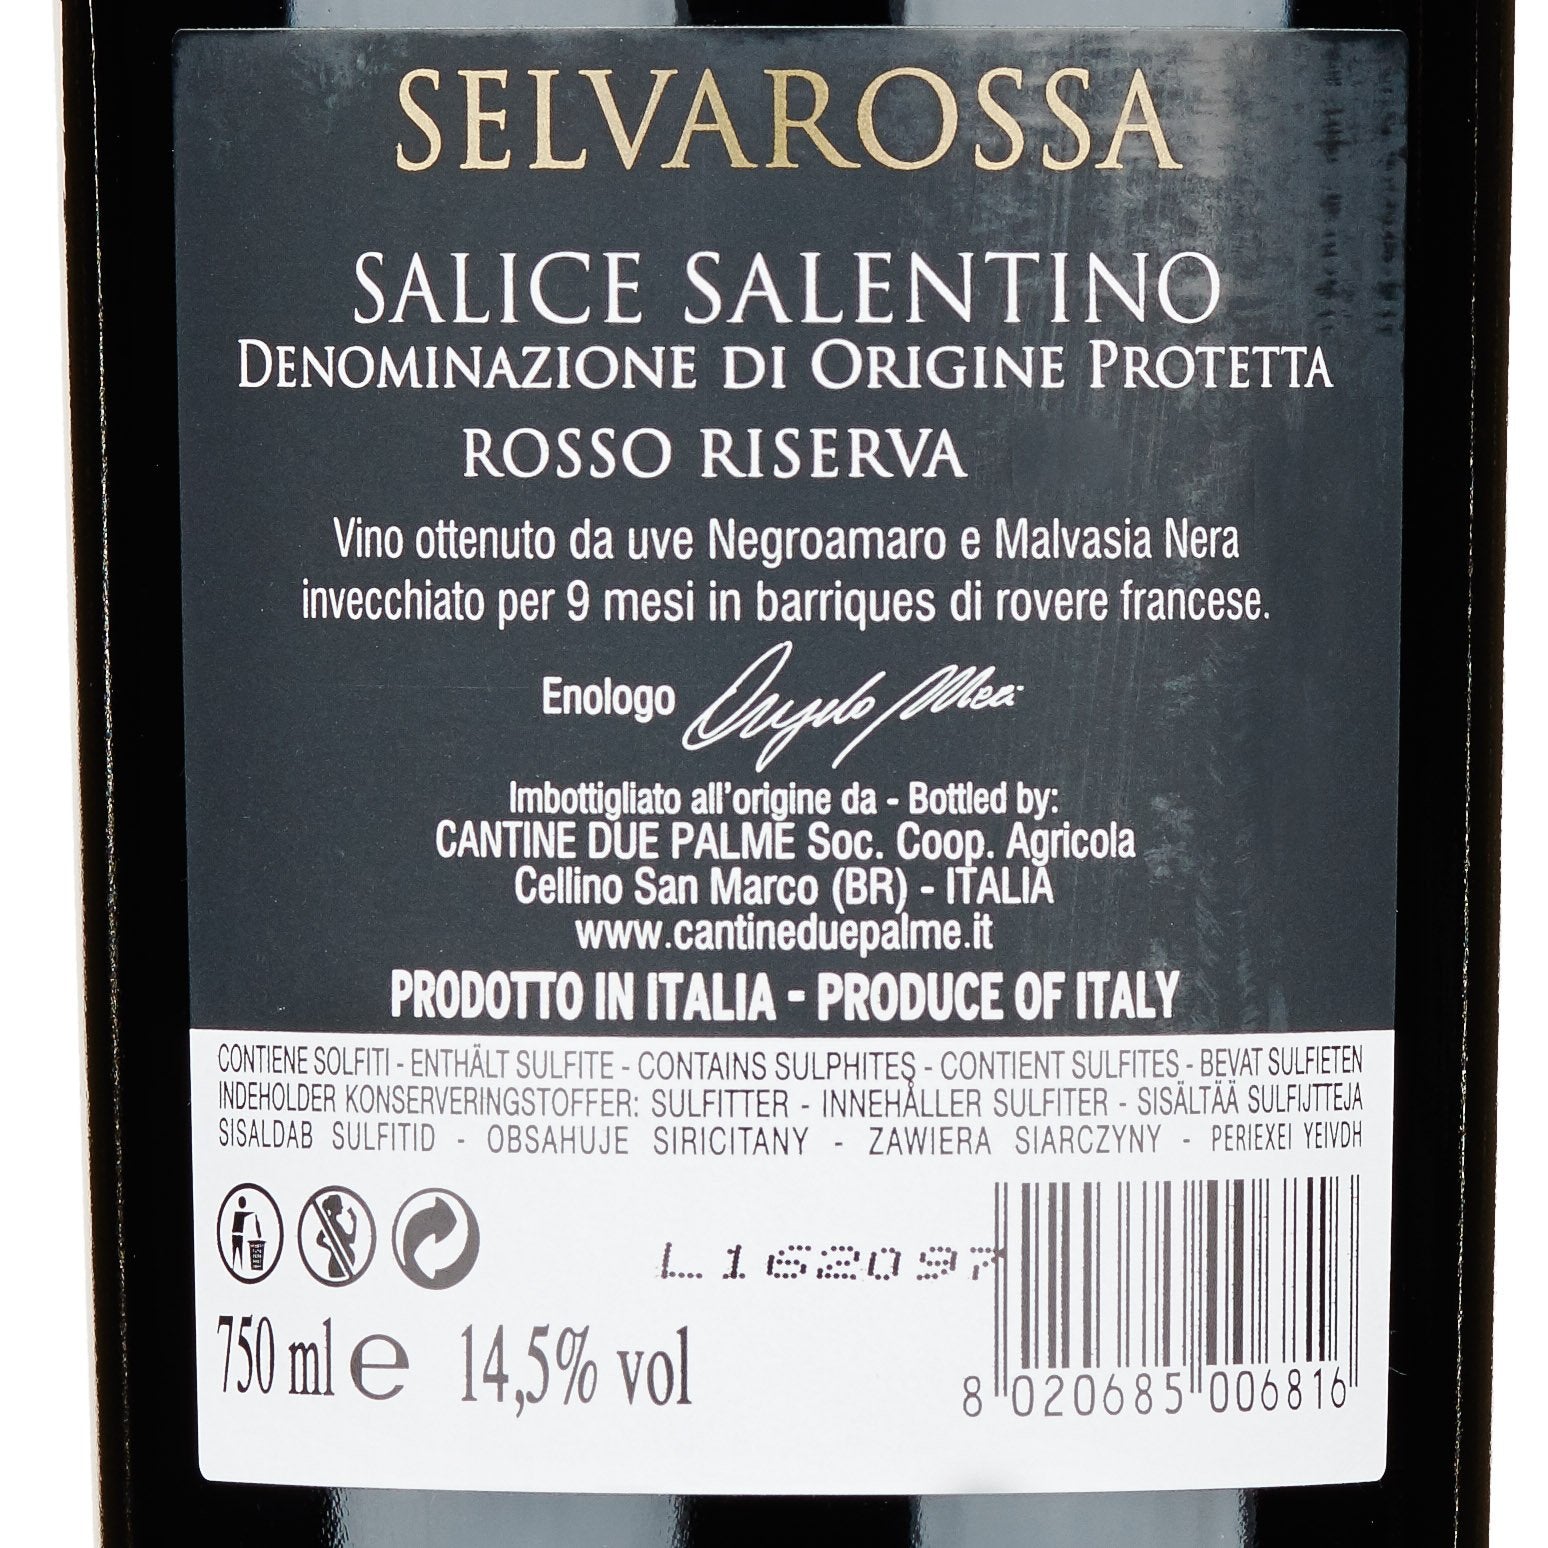 SELVAROSSA
SALICE SALENTINO
DENOMINAZIONE DI ORIGINE PROTETTA
ROSSO RISERVA
Vino ottenuto da uve Negroamaro e Malvasia Nera
invecchiato per 9 mesi in barriques di rovere francese.
Enologo Angelo Maci
Imbottigliato all'origine da - Bottled by:
CANTINE DUE PALME Soc. Coop. Agricola
Cellino San Marco (BR) - ITALIA
www.cantineduepalme.it
PRODOTTO IN ITALIA - PRODUCE OF ITALY
CONTIENE SOLFITI - ENTHÄLT SULFITE - CONTAINS SULPHITES - CONTIENT SULFITES - BEVAT SULFIETEN
INDEHOLDER KONSERVERINGSTOFFER: SULFITTER - INNEHÅLLER SULFITER - SISÄLTÄÄ SULFIJTTEJA
SISALDAB SULFITID - OBSAHUJE SIRICITANY - ZAWIERA SIARCZYNY - PERIEXEI YEIVDH
L162097
750 ml e 14,5% vol
8 020685 006816